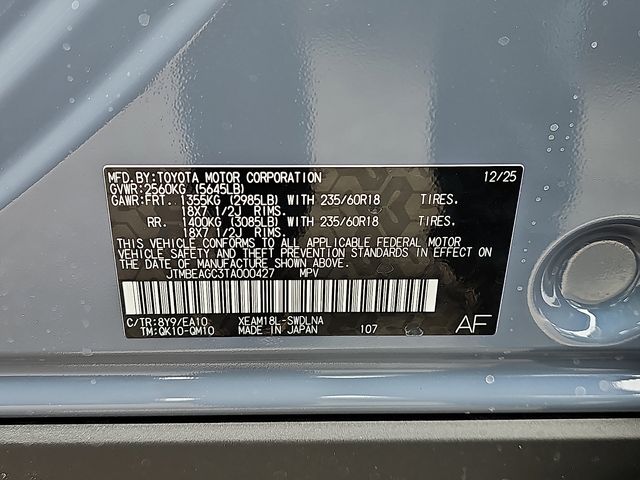 MFD.BY:TOYOTA MOTOR CORPORATION 12/25
GVWR:2560KG (5645LB)
GAWR:FRT. 1355KG (2985LB) WITH 235/60R18 TIRES.
18X7 1/2J RIMS.
RR. 1400KG (3085LB) WITH 235/60R18 TIRES.
18X7 1/2J RIMS.
THIS VEHICLE CONFORMS TO ALL APPLICABLE FEDERAL MOTOR
VEHICLE SAFETY AND THEFT PREVENTION STANDARDS IN EFFECT ON
THE DATE OF MANUFACTURE SHOWN ABOVE.
JTMBEAGC3TA000427 MPV
C/TR:8Y9/EA10 XEAM18L-SWDLNA
TM:QK10-QM10 MADE IN JAPAN 107 AF